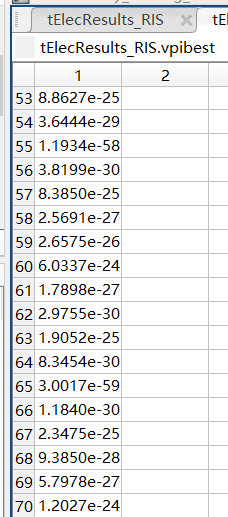 tElecResults_RIS tE
tElecResults_RIS.vpibest
1 2
53 8.8627e-25
54 3.6444e-29
55 1.1934e-58
56 3.8199e-30
57 8.3850e-25
58 2.5691e-27
59 2.6575e-26
60 6.0337e-24
61 1.7898e-27
62 2.9755e-30
63 1.9052e-25
64 8.3454e-30
65 3.0017e-59
66 1.1840e-30
67 2.3475e-25
68 9.3850e-28
69 5.7978e-27
70 1.2027e-24